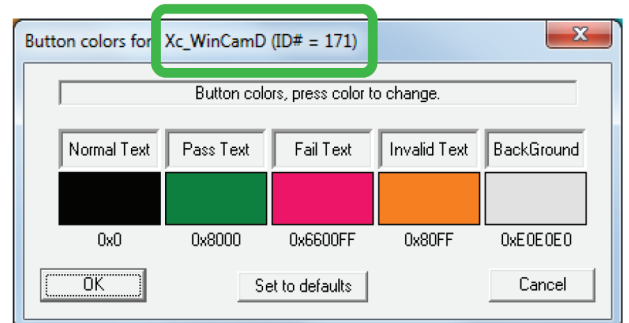 Button colors for Xc_WinCamD (ID# = 171)
X
Button colors, press color to change.
Normal Text Pass Text Fail Text Invalid Text BackGround
0x0 0x8000 0x6600FF 0x80FF 0xE0E0E0
OK Set to defaults Cancel